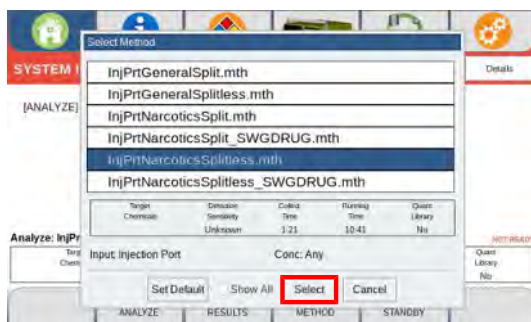 Select Method
SYSTEM
Details
InjPrtGeneralSplit.mth
InjPrtGeneralSplitless.mth
[ANALYZE]
InjPrtNarcoticsSplit.mth
InjPrtNarcoticsSplit_SWGDRUG.mth
InjPrtNarcoticsSplitless.mth
InjPrtNarcoticsSplitless_SWGDRUG.mth
Target Detection Collect Running Quant
Chemicals Sensitivity Time Time Library
Unknown 1:21 10:41 No
Analyze: InjPr
NOT READY
Input: Injection Port Conc: Any
Quant
Library
No
Set Default Show All Select Cancel
ANALYZE RESULTS METHOD STANDBY